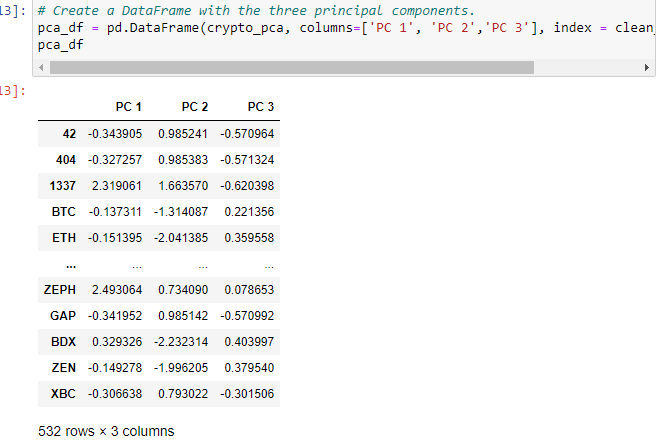 13]: # Create a DataFrame with the three principal components.
pca_df = pd.DataFrame(crypto_pca, columns=['PC 1', 'PC 2','PC 3'], index = clean_
pca_df
13]:
PC 1 PC 2 PC 3
42 -0.343905 0.985241 -0.570964
404 -0.327257 0.985383 -0.571324
1337 2.319061 1.663570 -0.620398
BTC -0.137311 -1.314087 0.221356
ETH -0.151395 -2.041385 0.359558
... ... ... ...
ZEPH 2.493064 0.734090 0.078653
GAP -0.341952 0.985142 -0.570992
BDX 0.329326 -2.232314 0.403997
ZEN -0.149278 -1.996205 0.379540
XBC -0.306638 0.793022 -0.301506
532 rows × 3 columns